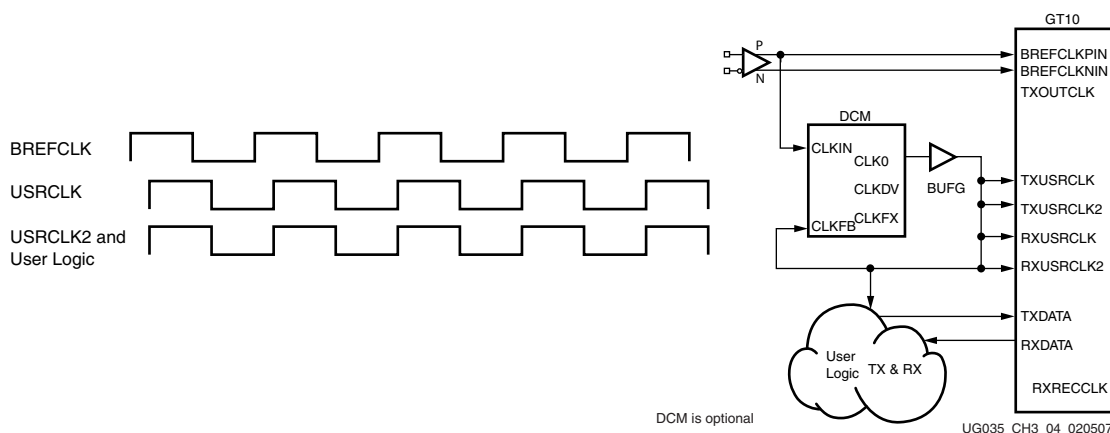 GT10
P
N
BREFCLKPIN
BREFCLKNIN
TXOUTCLK
DCM
CLKIN
CLK0
BUFG
CLKDV
CLKFX
CLKFB
TXUSRCLK
TXUSRCLK2
RXUSRCLK
RXUSRCLK2
BREFCLK
USRCLK
USRCLK2 and
User Logic
TXDATA
RXDATA
User
Logic
TX & RX
RXRECCLK
DCM is optional
UG035_CH3_04_020507